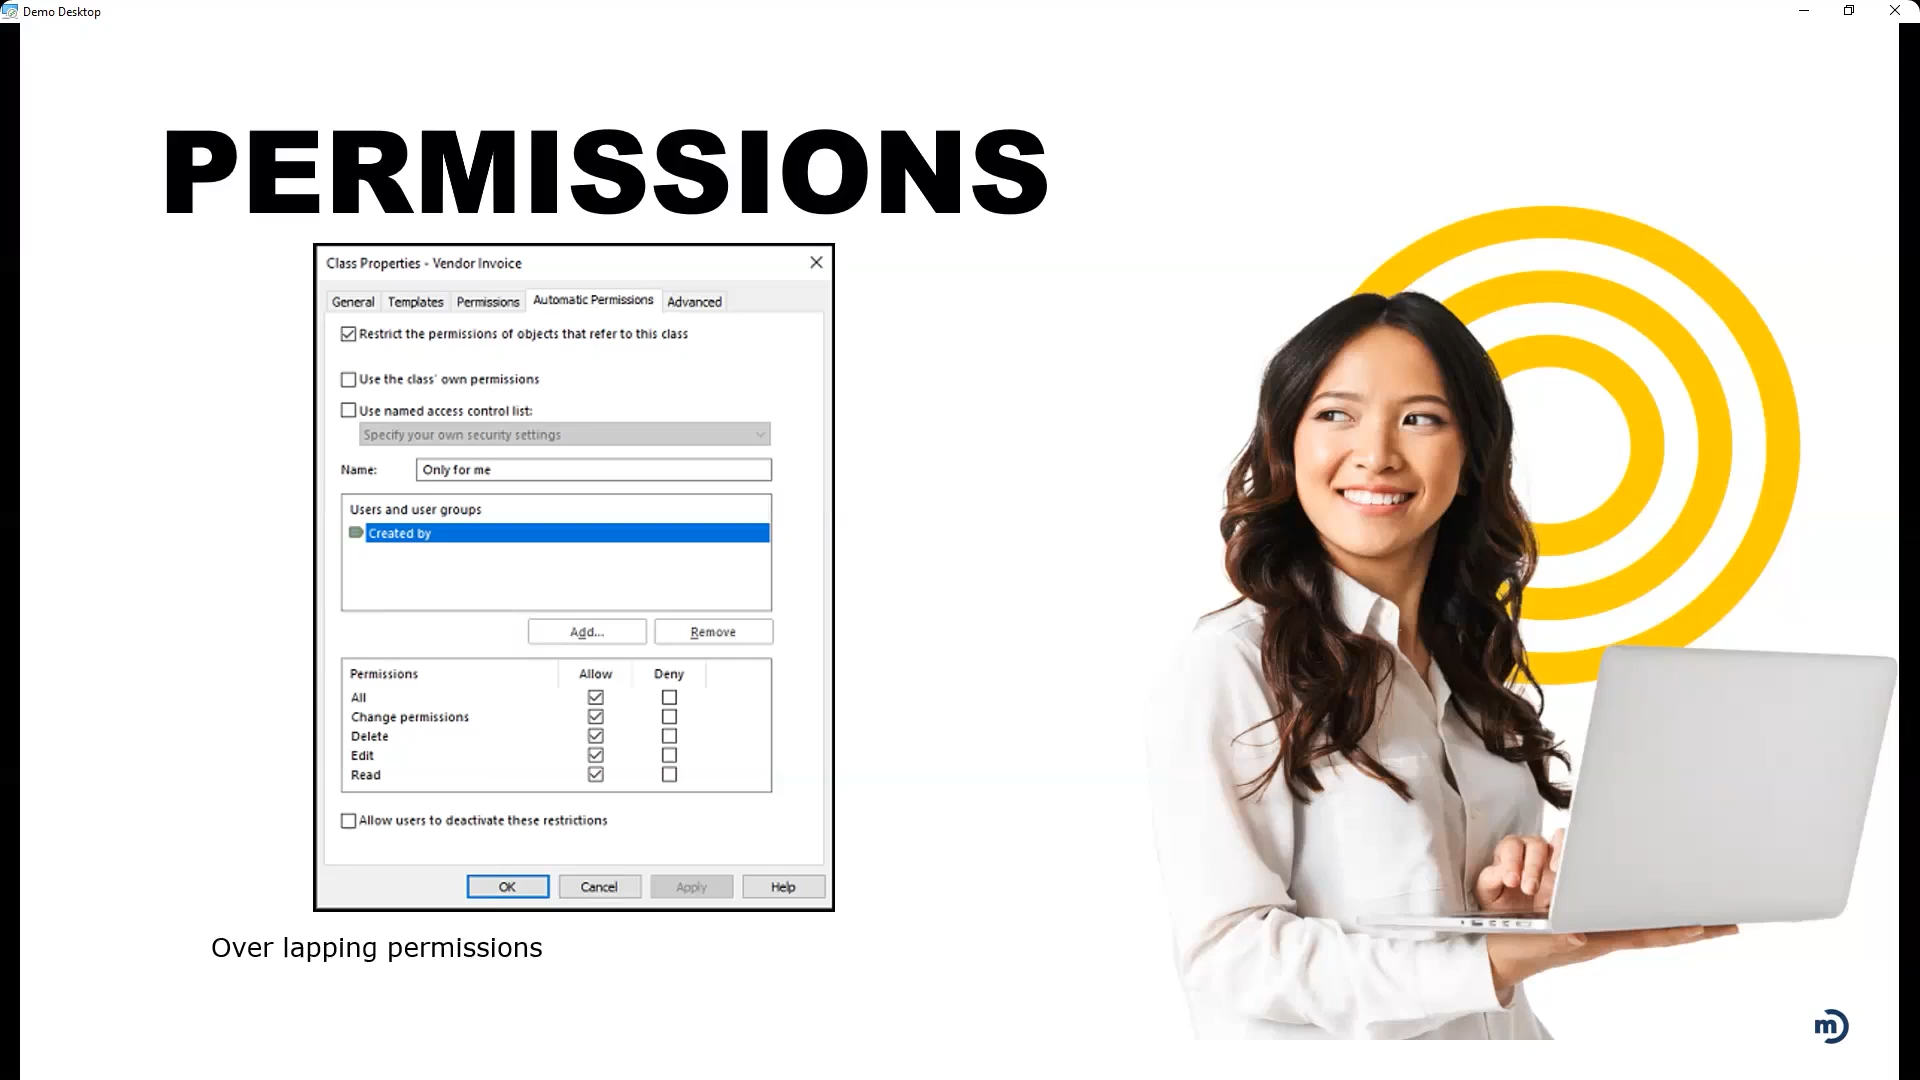 Demo Desktop
PERMISSIONS
Class Properties - Vendor Invoice
General Templates Permissions Automatic Permissions Advanced
Restrict the permissions of objects that refer to this class
Use the class' own permissions
Use named access control list:
Specify your own security settings
Name: Only for me
Users and user groups
Created by
Add... Remove
Permissions Allow Deny
All
Change permissions
Delete
Edit
Read
Allow users to deactivate these restrictions
OK Cancel Apply Help
Over lapping permissions
m